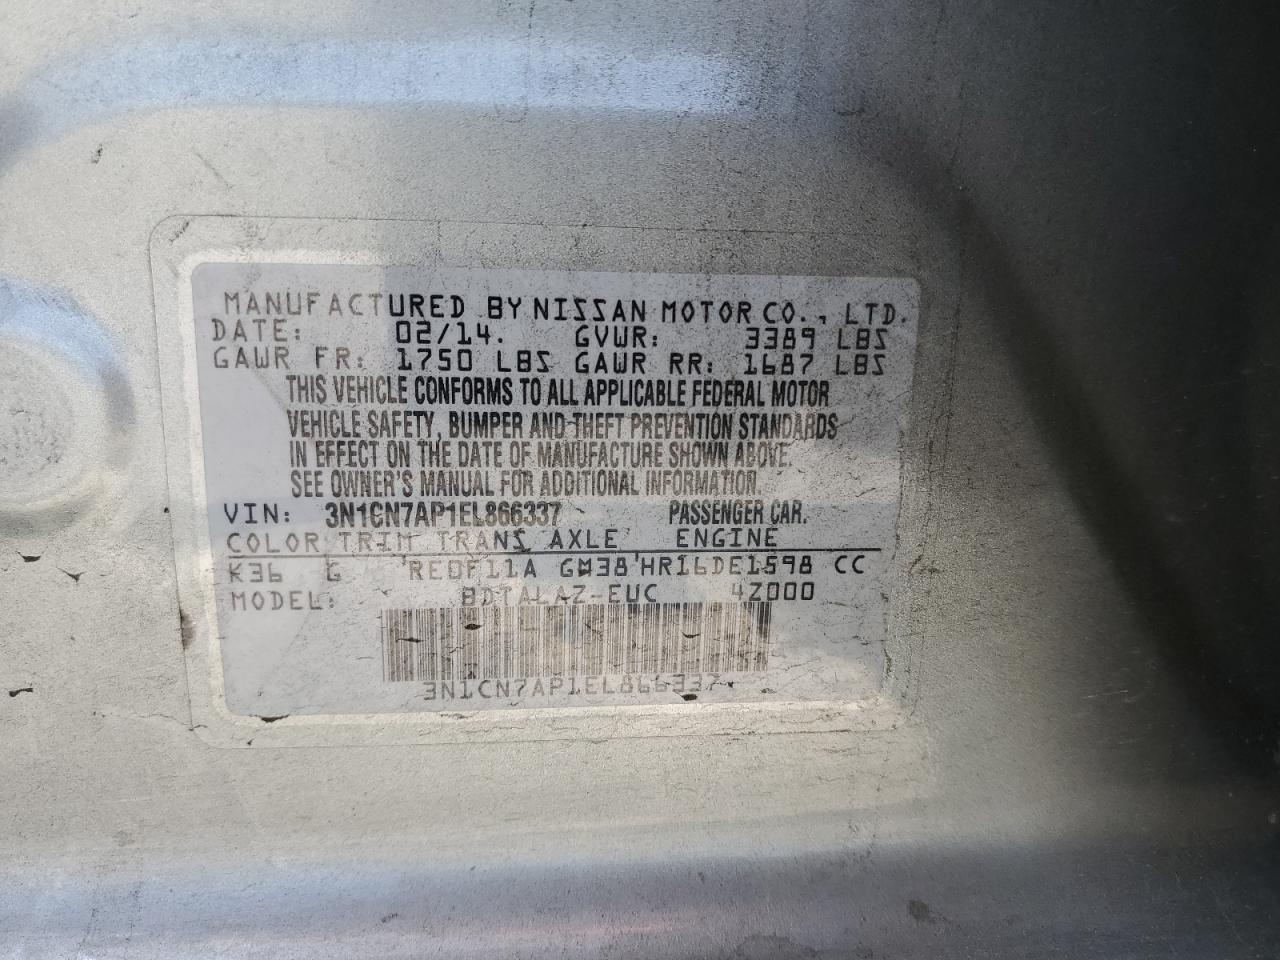 MANUFACTURED BY NISSAN MOTOR CO., LTD.
DATE: 02/14. GVWR: 3389 LBS
GAWR FR: 1750 LBS GAWR RR: 1687 LBS
THIS VEHICLE CONFORMS TO ALL APPLICABLE FEDERAL MOTOR
VEHICLE SAFETY, BUMPER AND THEFT PREVENTION STANDARDS
IN EFFECT ON THE DATE OF MANUFACTURE SHOWN ABOVE.
SEE OWNER'S MANUAL FOR ADDITIONAL INFORMATION.
VIN: 3N1CN7AP1EL866337 PASSENGER CAR.
COLOR TRIM TRANS AXLE ENGINE
K36 G RE0F11A GM38 HR16DE1598 CC
MODEL: BDTALAZ-EUC 4Z000
3N1CN7AP1EL866337